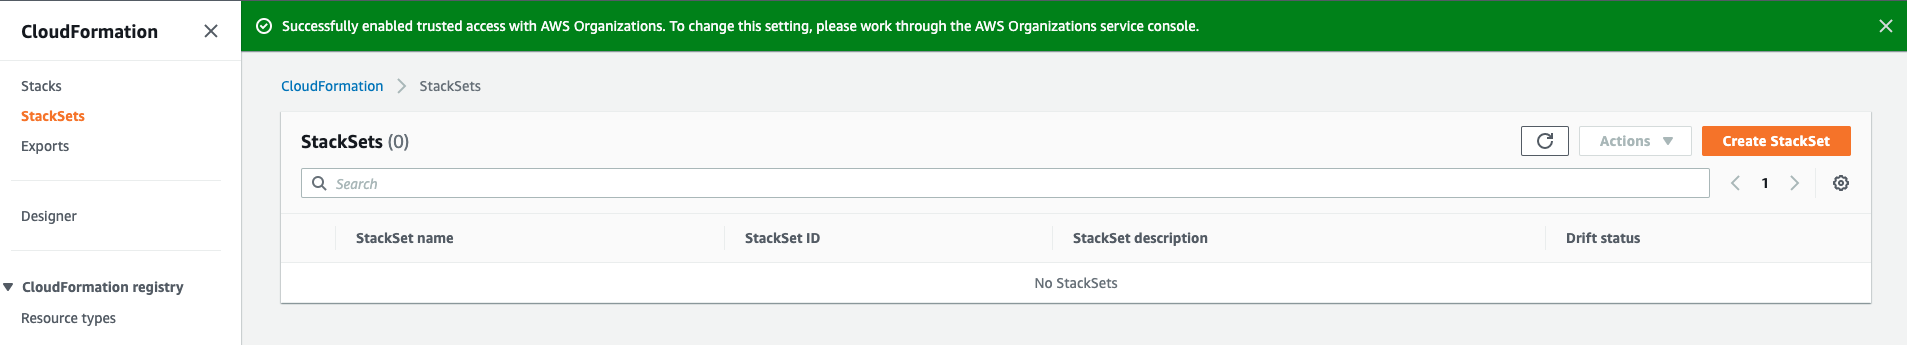 CloudFormation
Successfully enabled trusted access with AWS Organizations. To change this setting, please work through the AWS Organizations service console.
Stacks
StackSets
Exports
Designer
CloudFormation registry
Resource types
CloudFormation > StackSets
StackSets (0)
Actions
Create StackSet
Search
1
StackSet name
StackSet ID
StackSet description
Drift status
No StackSets